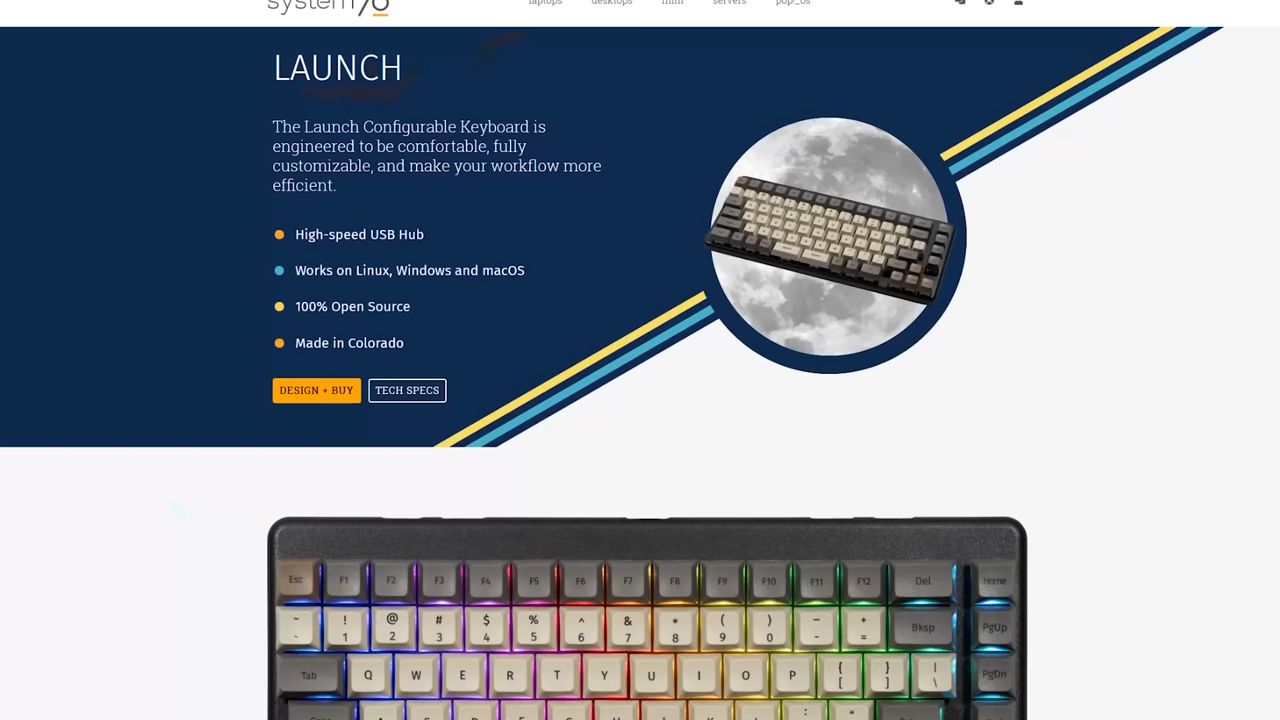 system76
laptops desktops mini servers pop!_os
LAUNCH
The Launch Configurable Keyboard is
engineered to be comfortable, fully
customizable, and make your workflow more
efficient.
High-speed USB Hub
Works on Linux, Windows and macOS
100% Open Source
Made in Colorado
DESIGN + BUY TECH SPECS
Esc F1 F2 F3 F4 F5 F6 F7 F8 F9 F10 F11 F12 Del Home
~ ! @ # $ % ^ & * ( ) – +
` 1 2 3 4 5 6 7 8 9 0 - = Bksp PgUp
Tab Q W E R T Y U I O P { [ } ] | \ PgDn